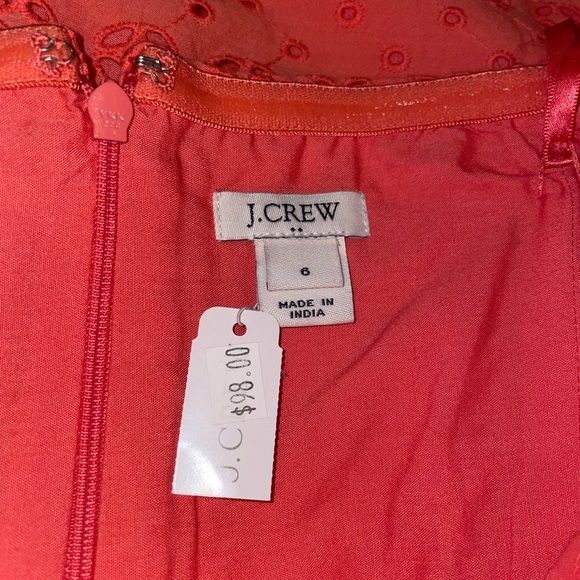 J.CREW
6
MADE IN
INDIA
$98.00
J.C